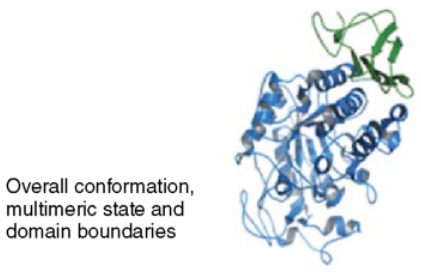 Overall conformation,
multimeric state and
domain boundaries